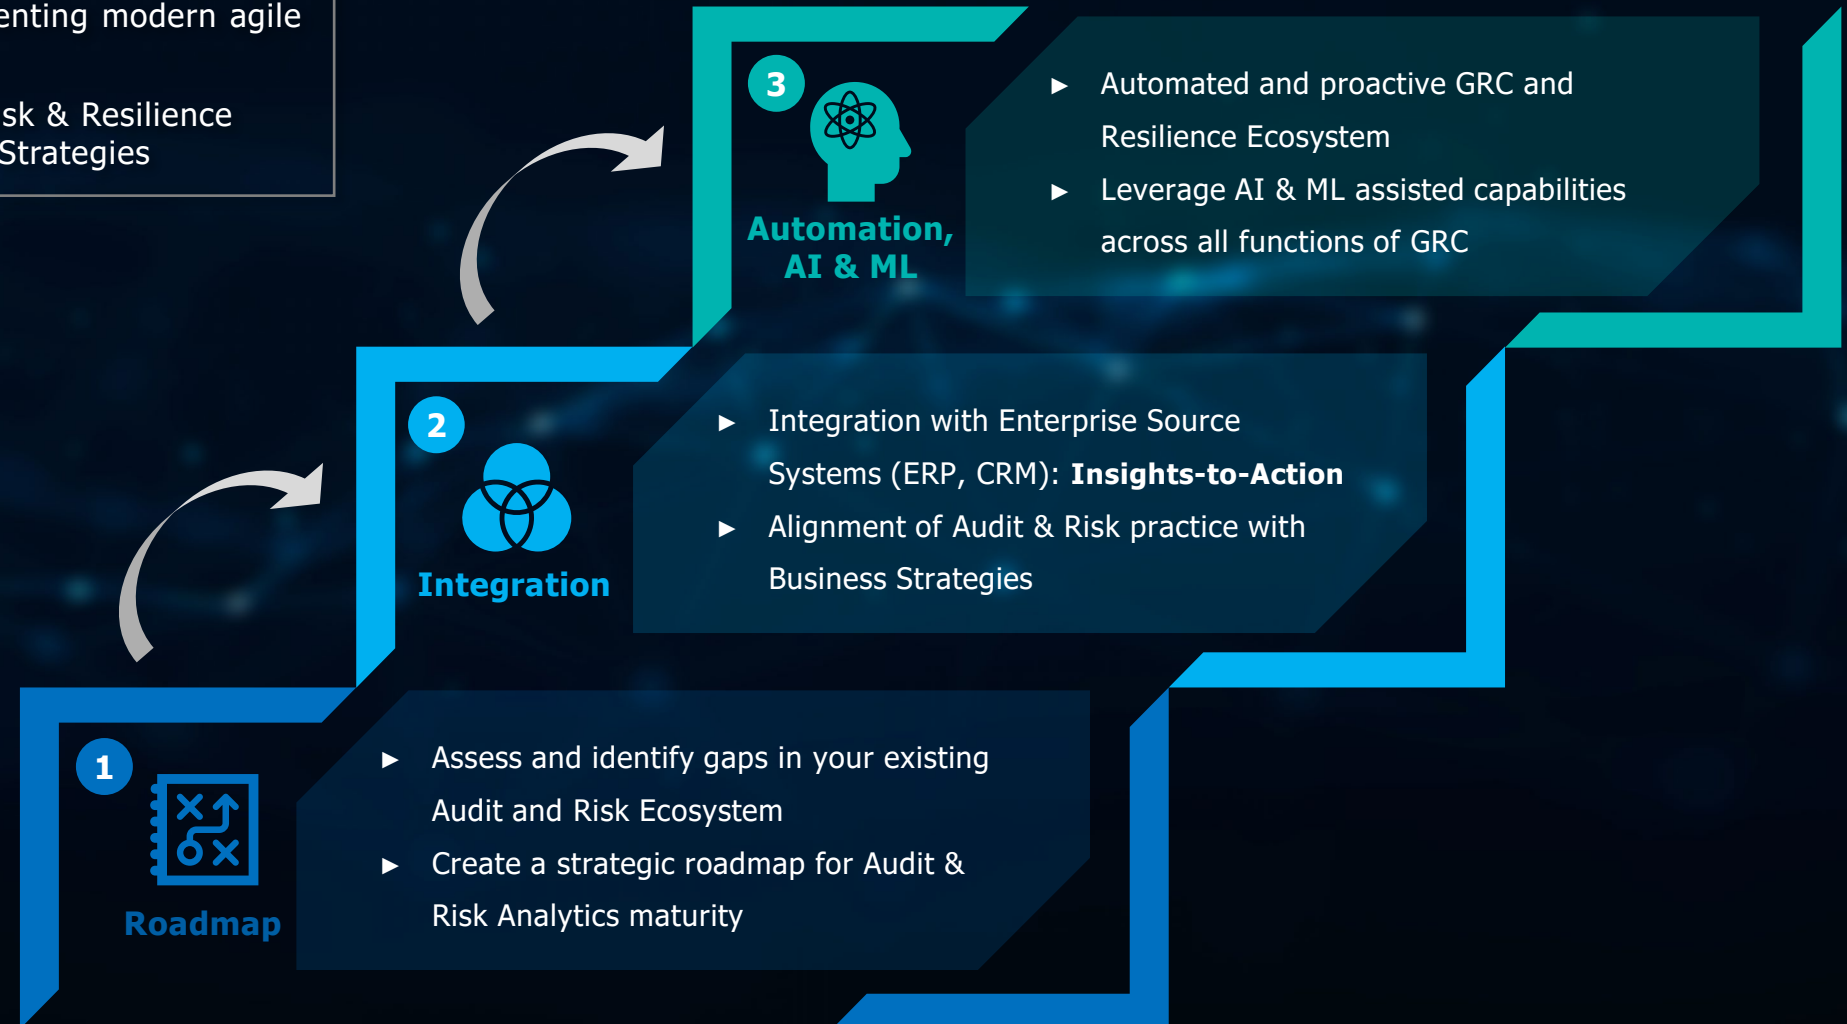 modern agile
& Resilience
Strategies
3
Automation,
AI & ML
► Automated and proactive GRC and
Resilience Ecosystem
► Leverage AI & ML assisted capabilities
across all functions of GRC
2
Integration
► Integration with Enterprise Source
Systems (ERP, CRM): Insights-to-Action
► Alignment of Audit & Risk practice with
Business Strategies
1
Roadmap
► Assess and identify gaps in your existing
Audit and Risk Ecosystem
► Create a strategic roadmap for Audit &
Risk Analytics maturity